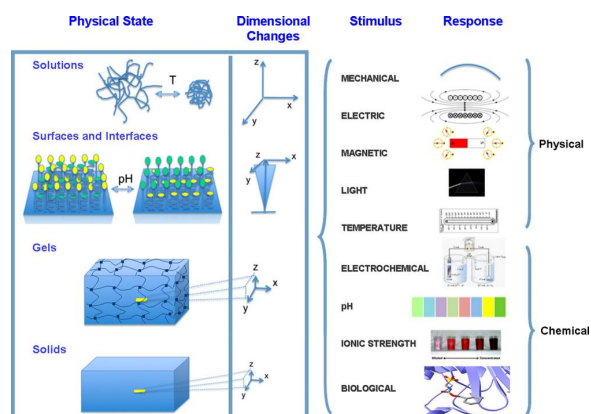 Physical State
Dimensional
Changes
Stimulus
Response
Solutions
T
z
x
y
Surfaces and Interfaces
pH
z
x
y
Gels
z
x
y
Solids
z
x
y
MECHANICAL
ELECTRIC
MAGNETIC
LIGHT
TEMPERATURE
Physical
ELECTROCHEMICAL
pH
IONIC STRENGTH
BIOLOGICAL
Chemical